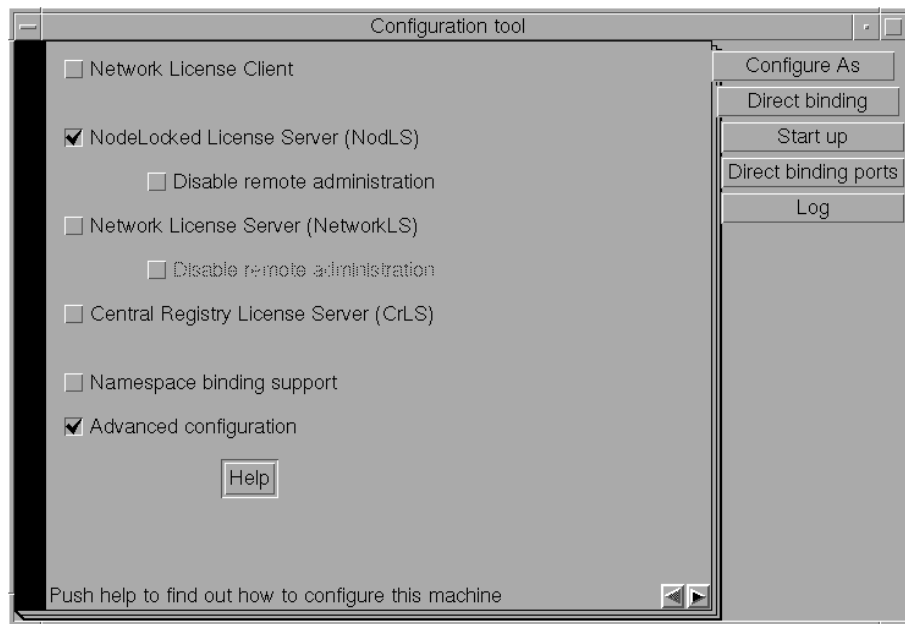 Configuration tool
Network License Client
NodeLocked License Server (NodLS)
Disable remote administration
Network License Server (NetworkLS)
Disable remote administration
Central Registry License Server (CrLS)
Namespace binding support
Advanced configuration
Help
Push help to find out how to configure this machine
Configure As
Direct binding
Start up
Direct binding ports
Log